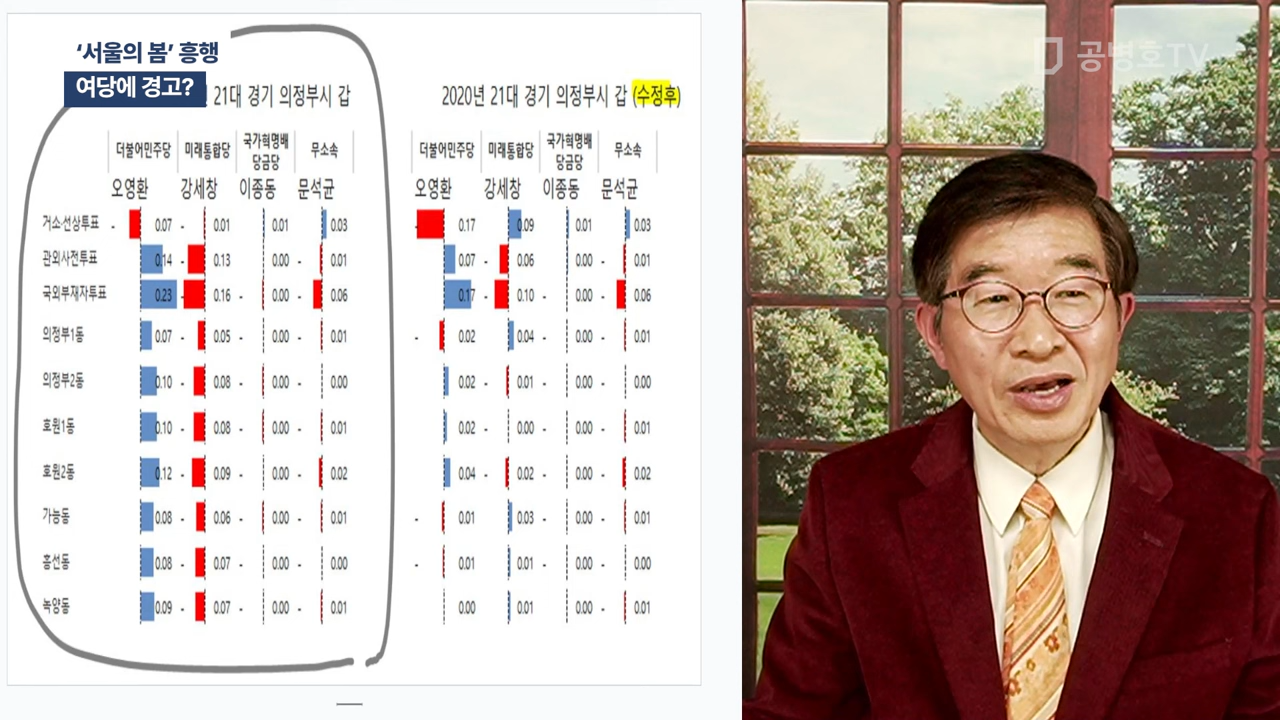 ‘서울의 봄’ 흥행
여당에 경고?
공병호TV
21대 경기 의정부시 갑
더불어민주당 미래통합당 국가혁명배당금당 무소속
오영환 강세창 이종동 문석균
거소·선상투표 - 0.07 - 0.01 0.01 0.03
관외사전투표 0.14 - 0.13 0.00 - 0.01
국외부재자투표 0.23 - 0.16 - 0.00 - 0.06
의정부1동 0.07 - 0.05 - 0.00 - 0.01
의정부2동 0.10 - 0.08 - 0.00 - 0.00
호원1동 0.10 - 0.08 - 0.00 - 0.01
호원2동 0.12 - 0.09 - 0.00 - 0.02
가능동 0.08 - 0.06 - 0.00 - 0.01
흥선동 0.08 - 0.07 - 0.00 - 0.00
녹양동 0.09 - 0.07 - 0.00 - 0.01
2020년 21대 경기 의정부시 갑 (수정후)
더불어민주당 미래통합당 국가혁명배당금당 무소속
오영환 강세창 이종동 문석균
- 0.17 0.09 0.01 0.03
0.07 - 0.06 0.00 - 0.01
0.17 - 0.10 - 0.00 - 0.06
- 0.02 0.04 - 0.00 - 0.01
0.02 - 0.01 - 0.00 - 0.00
0.02 - 0.00 - 0.00 - 0.01
0.04 - 0.02 - 0.00 - 0.02
- 0.01 0.03 - 0.00 - 0.01
- 0.01 0.01 - 0.00 - 0.00
0.00 0.01 - 0.00 - 0.01